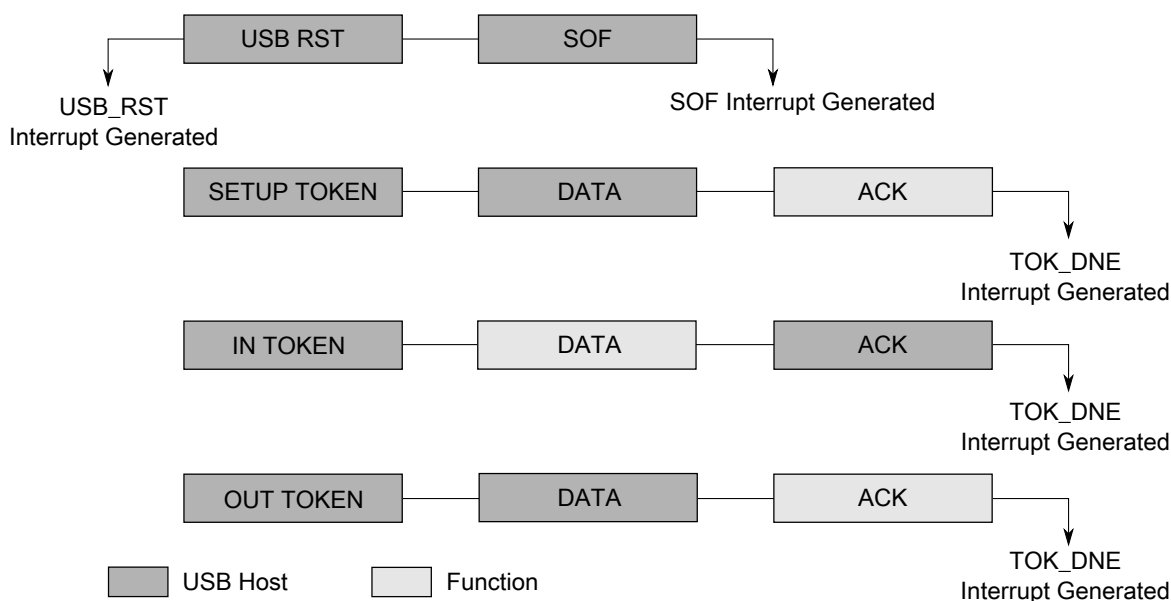 USB RST
SOF
USB_RST
Interrupt Generated
SOF Interrupt Generated
SETUP TOKEN
DATA
ACK
TOK_DNE
Interrupt Generated
IN TOKEN
DATA
ACK
TOK_DNE
Interrupt Generated
OUT TOKEN
DATA
ACK
TOK_DNE
Interrupt Generated
USB Host
Function